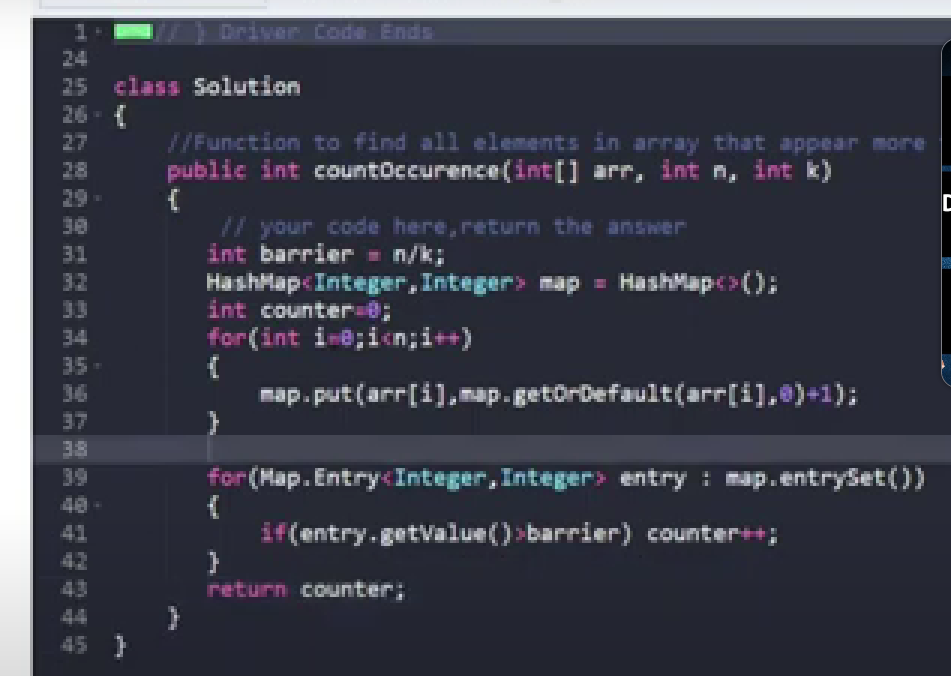 1 // } Driver Code Ends
24
25 class Solution
26 {
27 //Function to find all elements in array that appear more
28 public int countOccurence(int[] arr, int n, int k)
29 {
30 // your code here,return the answer
31 int barrier = n/k;
32 HashMap<Integer,Integer> map = HashMap<>();
33 int counter=0;
34 for(int i=0;i<n;i++)
35 {
36 map.put(arr[i],map.getOrDefault(arr[i],0)+1);
37 }
38
39 for(Map.Entry<Integer,Integer> entry : map.entrySet())
40 {
41 if(entry.getValue()>barrier) counter++;
42 }
43 return counter;
44 }
45 }